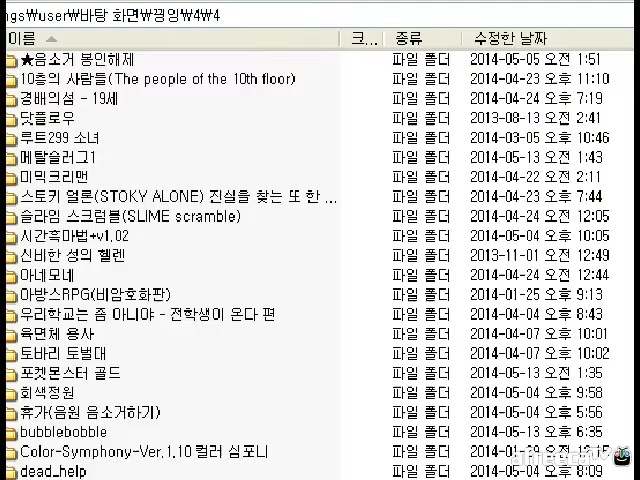 ngs₩user₩바탕 화면₩핑잉₩4₩4
이름 크... 종류 수정한 날짜
★음소거 봉인해제 파일 폴더 2014-05-05 오전 1:51
10층의 사람들(The people of the 10th floor) 파일 폴더 2014-04-23 오후 11:10
경배의섬 - 19세 파일 폴더 2014-04-24 오후 7:19
닷플로우 파일 폴더 2013-08-13 오전 2:41
루트299 소녀 파일 폴더 2014-03-05 오후 10:46
메탈슬러그1 파일 폴더 2014-05-13 오전 1:43
미믹크리맨 파일 폴더 2014-04-22 오전 2:11
스토키 얼론(STOKY ALONE) 진실을 찾는 또 한 ... 파일 폴더 2014-04-23 오후 7:44
슬라임 스크럼블(SLIME scramble) 파일 폴더 2014-04-24 오전 12:05
시간흑마법+v1.02 파일 폴더 2014-05-04 오후 10:05
신비한 성의 헬렌 파일 폴더 2013-11-01 오전 12:49
아네모네 파일 폴더 2014-04-24 오전 12:44
아방스RPG(비암호화판) 파일 폴더 2014-01-25 오후 9:13
우리학교는 좀 아니야 - 전학생이 온다 편 파일 폴더 2014-04-04 오후 8:43
육면체 용사 파일 폴더 2014-04-07 오후 10:01
토바리 토벌대 파일 폴더 2014-04-07 오후 10:02
포켓몬스터 골드 파일 폴더 2014-05-13 오전 1:35
회색정원 파일 폴더 2014-05-04 오후 9:58
휴가(음원 음소거하기) 파일 폴더 2014-05-04 오후 5:56
bubblebobble 파일 폴더 2014-05-13 오후 6:35
Color-Symphony-Ver.1.10 컬러 심포니 파일 폴더
dead_help 파일 폴더 2014-05-04 오후 8:09